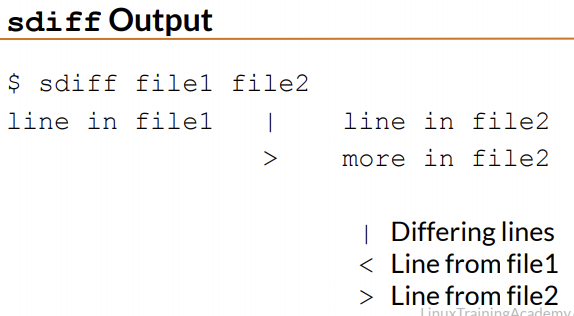 sdiff Output
$ sdiff file1 file2
line in file1 | line in file2
> more in file2
| Differing lines
< Line from file1
> Line from file2
LinuxTrainingAcademy